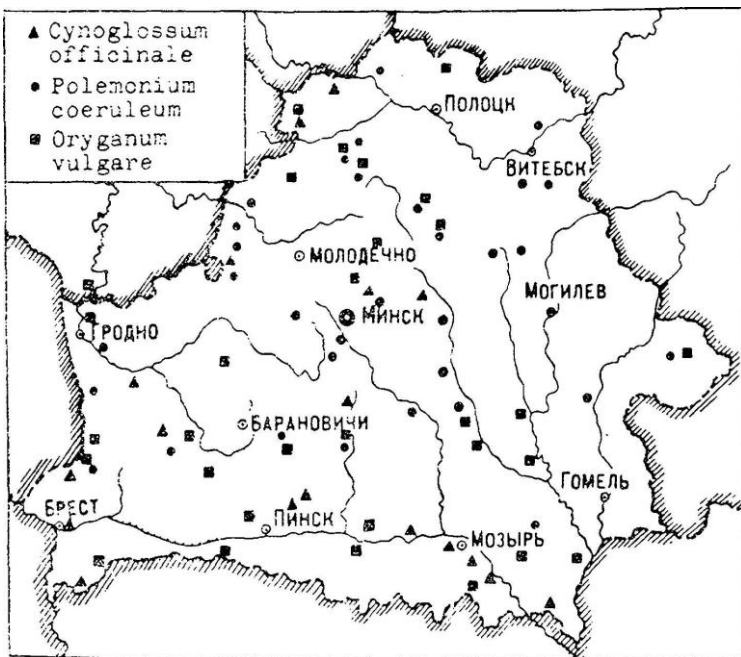 Cynoglossum
officinale
Polemonium
coeruleum
Oryganum
vulgare
ПОЛОЦК
ВИТЕБСК
МОЛОДЕЧНО
МОГИЛЕВ
МИНСК
ГРОДНО
БАРАНОВИЧИ
ГОМЕЛЬ
БРЕСТ
ПИНСК
МОЗЫРЬ